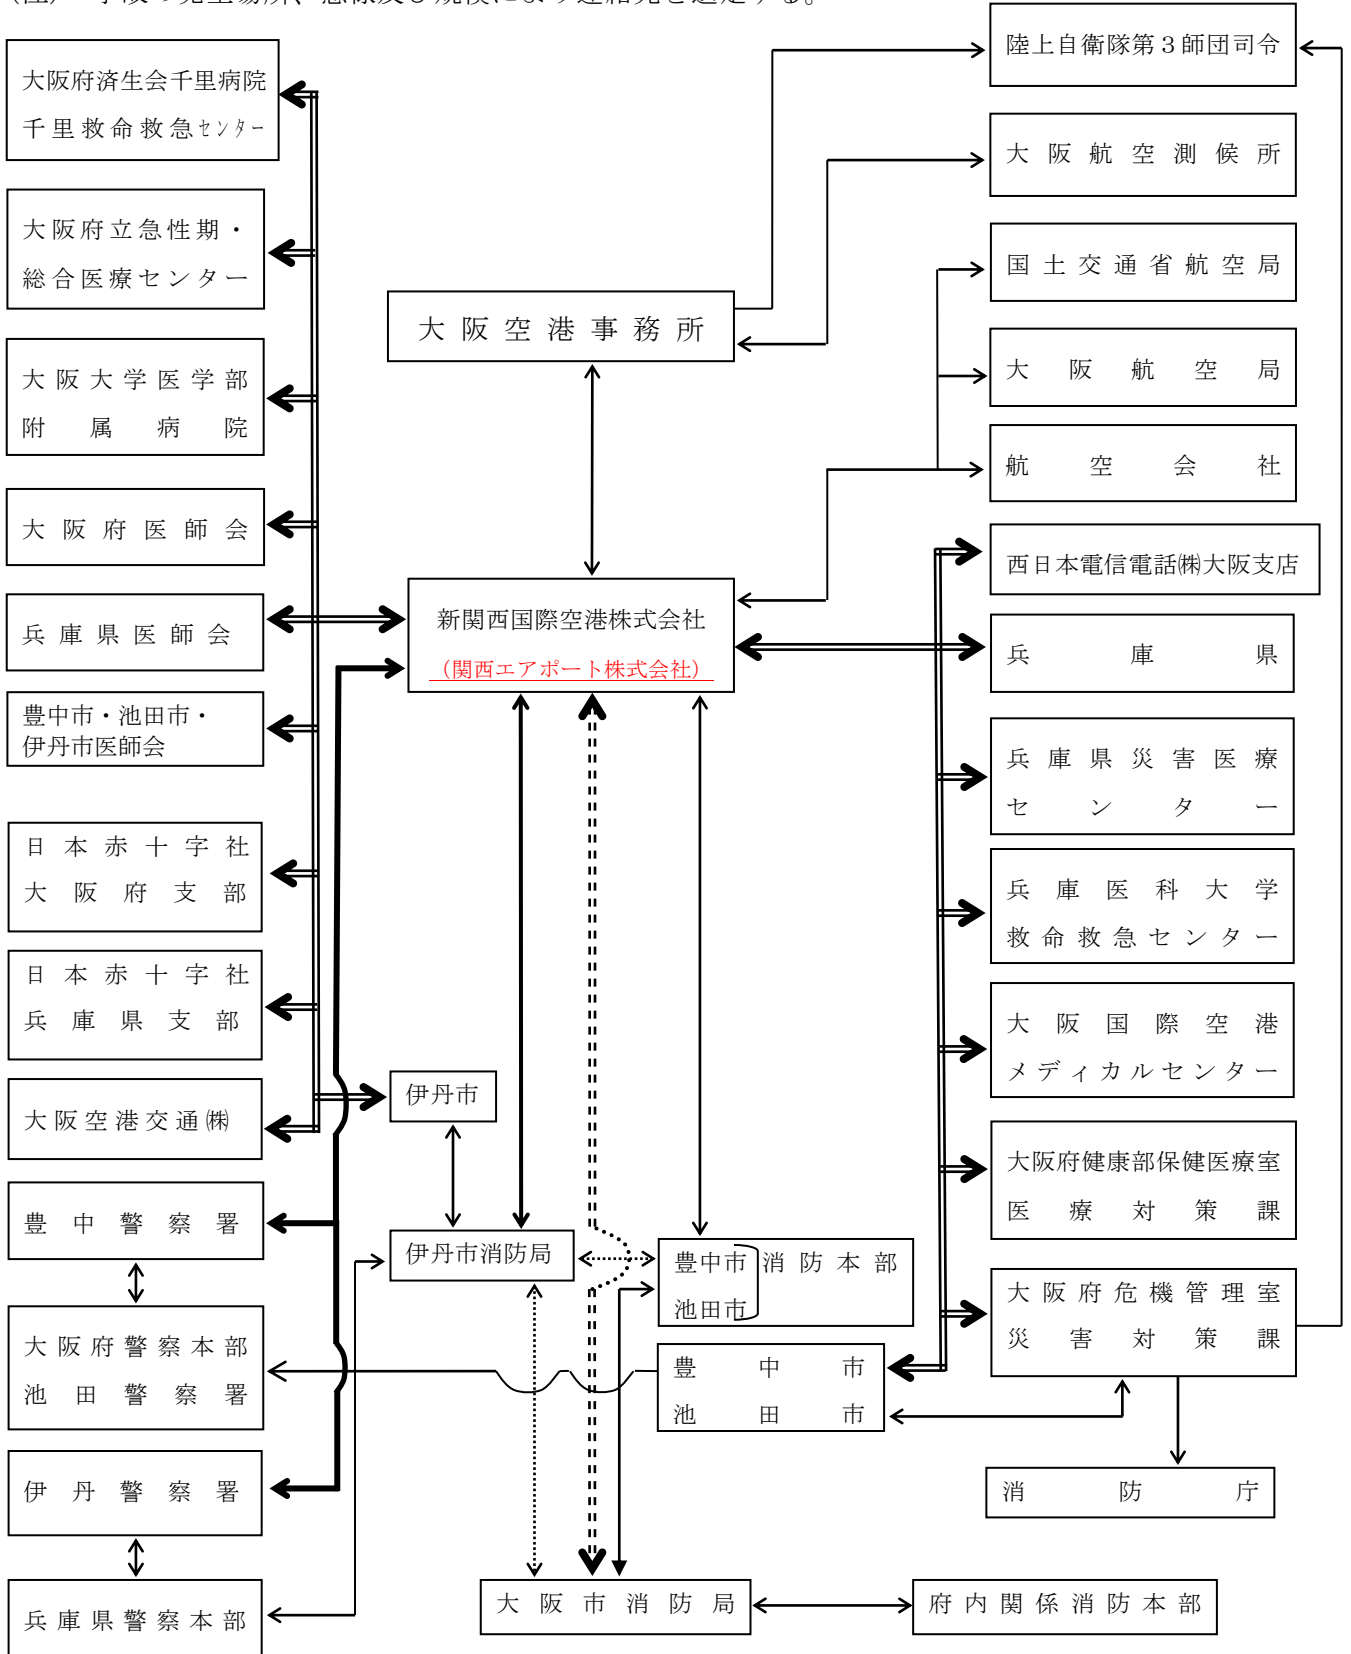 陸上自衛隊第３師団司令
大阪府済生会千里病院
千里救命救急センター
大阪航空測候所
大阪府立急性期・
総合医療センター
国土交通省航空局
大阪空港事務所
大阪航空局
大阪大学医学部
附属病院
航空会社
大阪府医師会
西日本電信電話㈱大阪支店
兵庫県医師会
新関西国際空港株式会社
（関西エアポート株式会社）
兵庫県
豊中市・池田市・
伊丹市医師会
兵庫県災害医療
センター
日本赤十字社
大阪府支部
兵庫医科大学
救命救急センター
日本赤十字社
兵庫県支部
大阪国際空港
メディカルセンター
伊丹市
大阪空港交通㈱
大阪府健康部保健医療室
医療対策課
豊中警察署
伊丹市消防局
豊中市 消防本部
池田市
大阪府危機管理室
災害対策課
大阪府警察本部
池田警察署
豊中市
池田市
伊丹警察署
消防庁
大阪市消防局
府内関係消防本部
兵庫県警察本部